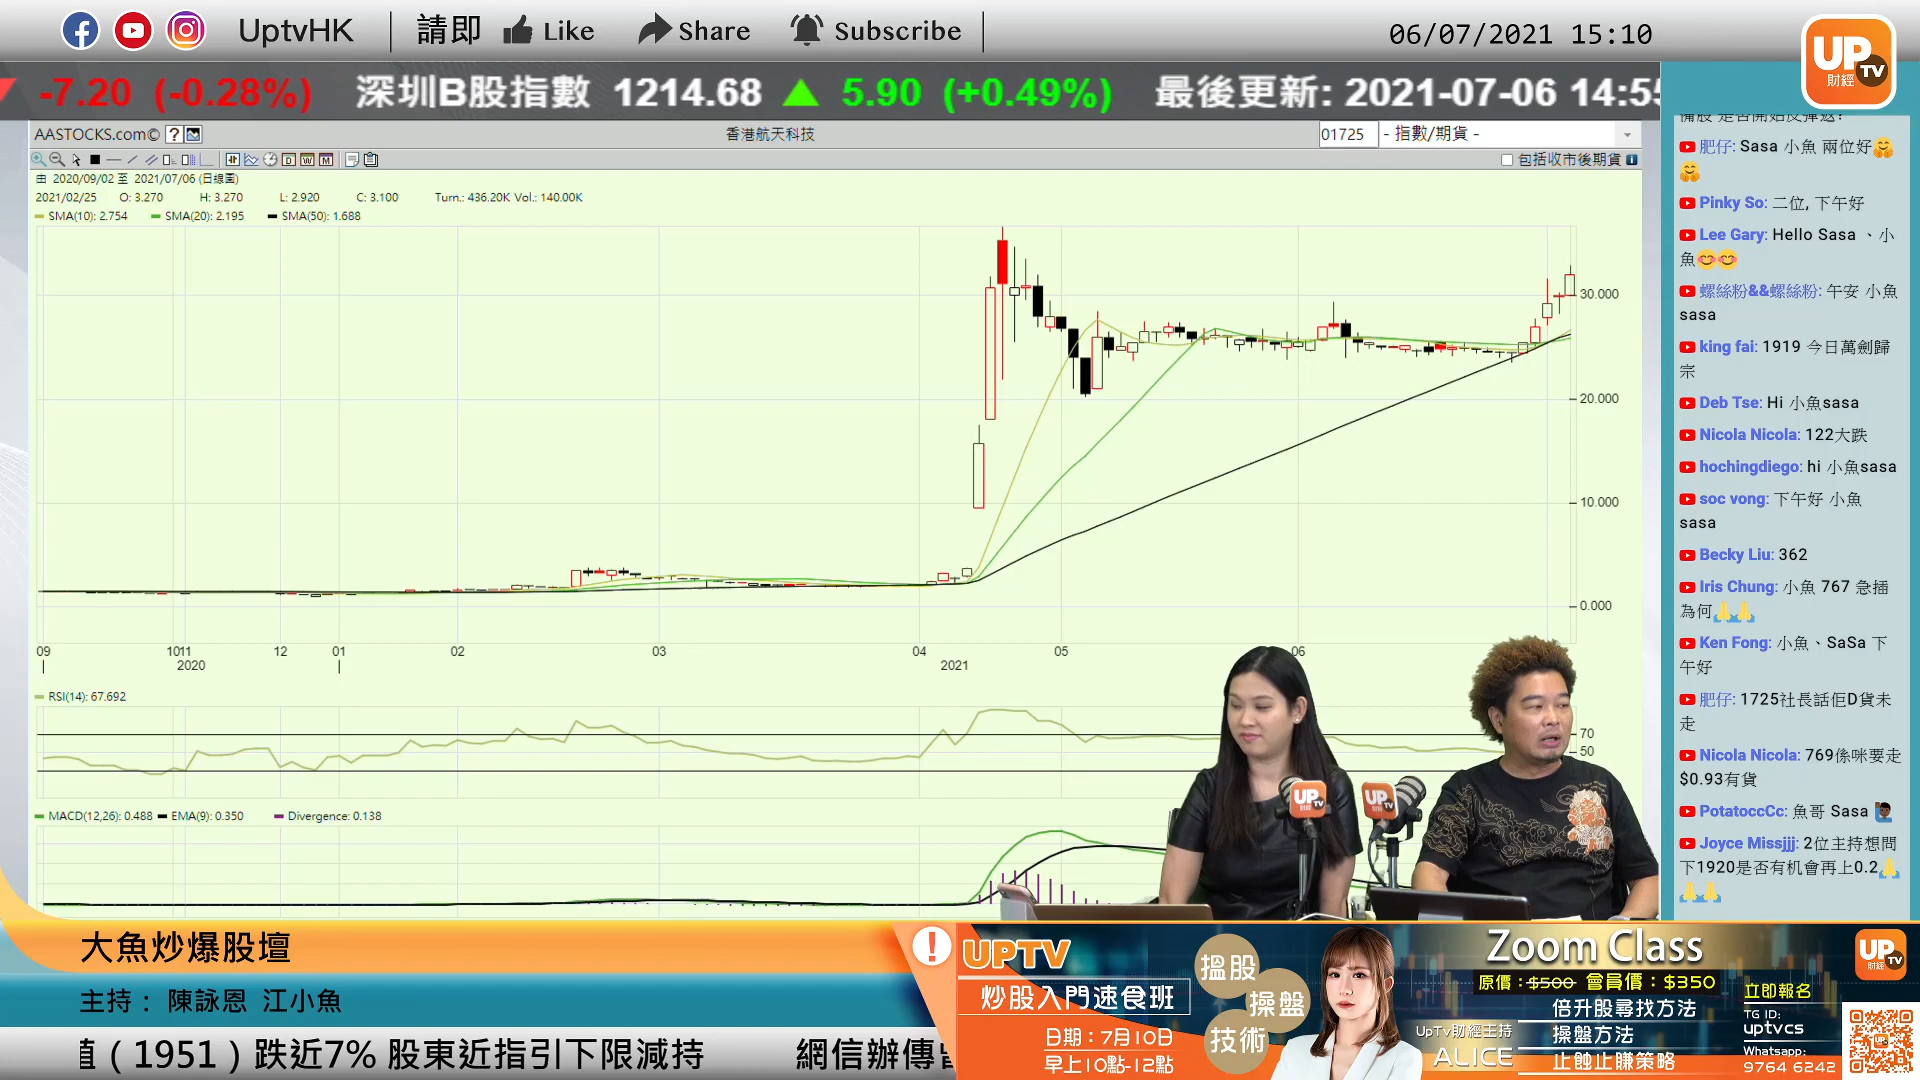 UptvHK 請即 Like Share Subscribe 06/07/2021 15:10
UPTV 財經
-7.20 (-0.28%) 深圳B股指數 1214.68 ▲ 5.90 (+0.49%) 最後更新: 2021-07-06 14:55
AASTOCKS.com© ? 香港航天科技 01725 - 指數/期貨 -
包括收市後期貨
由 2020/09/02 至 2021/07/06 (日線圖)
2021/02/25 O: 3.270 H: 3.270 L: 2.920 C: 3.100 Turn.: 436.20K Vol.: 140.00K
SMA(10): 2.754 SMA(20): 2.195 SMA(50): 1.688
30.000
20.000
10.000
0.000
09 1011 12 01 02 03 04 05 06
2020 2021
RSI(14): 67.692
70
50
MACD(12,26): 0.488 EMA(9): 0.350 Divergence: 0.138
肥仔: Sasa 小魚 兩位好🤗
🤗
Pinky So: 二位, 下午好
Lee Gary: Hello Sasa 、小
魚😊😊
螺絲粉&&螺絲粉: 午安 小魚
sasa
king fai: 1919 今日萬劍歸
宗
Deb Tse: Hi 小魚sasa
Nicola Nicola: 122大跌
hochingdiego: hi 小魚sasa
soc vong: 下午好 小魚
sasa
Becky Liu: 362
Iris Chung: 小魚 767 急插
為何🙏🙏
Ken Fong: 小魚、SaSa 下
午好
肥仔: 1725社長話佢D貨未
走
Nicola Nicola: 769係咪要走
$0.93有貨
PotatoccCc: 魚哥 Sasa 🙋🏿‍♂️
Joyce Missjjj: 2位主持想問
下1920是否有机會再上0.2🙏
🙏🙏
UPTV
UPTV
大魚炒爆股壇
主持： 陳詠恩 江小魚
值（1951）跌近7% 股東近指引下限減持 網信辦傳
! UPTV
炒股入門速食班
日期：7月10日
早上10點-12點
搵股
操盤
技術
Zoom Class
原價：$500 會員價：$350
倍升股尋找方法
操盤方法
止蝕止賺策略
UpTV財經主持
ALICE
UPTV 財經
立即報名
TG ID:
uptvcs
Whatsapp:
9764 6242